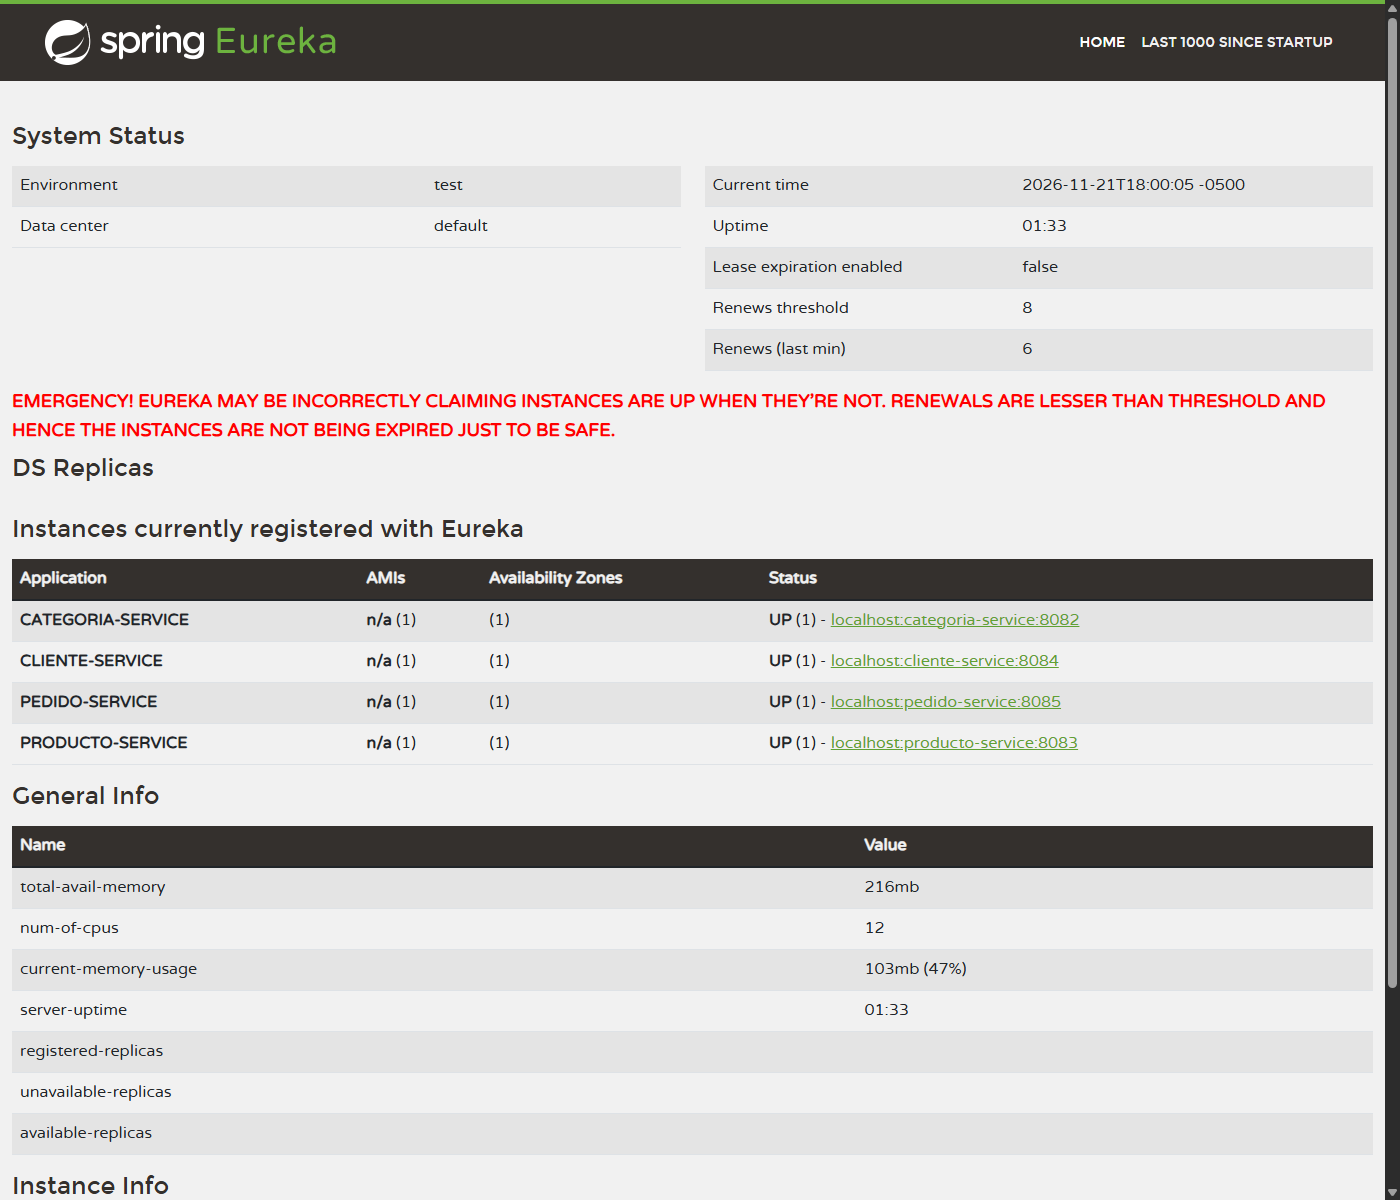 spring Eureka
HOME LAST 1000 SINCE STARTUP
System Status
Environment test
Data center default
Current time 2026-11-21T18:00:05 -0500
Uptime 01:33
Lease expiration enabled false
Renews threshold 8
Renews (last min) 6
EMERGENCY! EUREKA MAY BE INCORRECTLY CLAIMING INSTANCES ARE UP WHEN THEY'RE NOT. RENEWALS ARE LESSER THAN THRESHOLD AND
HENCE THE INSTANCES ARE NOT BEING EXPIRED JUST TO BE SAFE.
DS Replicas
Instances currently registered with Eureka
Application AMIs Availability Zones Status
CATEGORIA-SERVICE n/a (1) (1) UP (1) - localhost:categoria-service:8082
CLIENTE-SERVICE n/a (1) (1) UP (1) - localhost:cliente-service:8084
PEDIDO-SERVICE n/a (1) (1) UP (1) - localhost:pedido-service:8085
PRODUCTO-SERVICE n/a (1) (1) UP (1) - localhost:producto-service:8083
General Info
Name Value
total-avail-memory 216mb
num-of-cpus 12
current-memory-usage 103mb (47%)
server-uptime 01:33
registered-replicas
unavailable-replicas
available-replicas
Instance Info